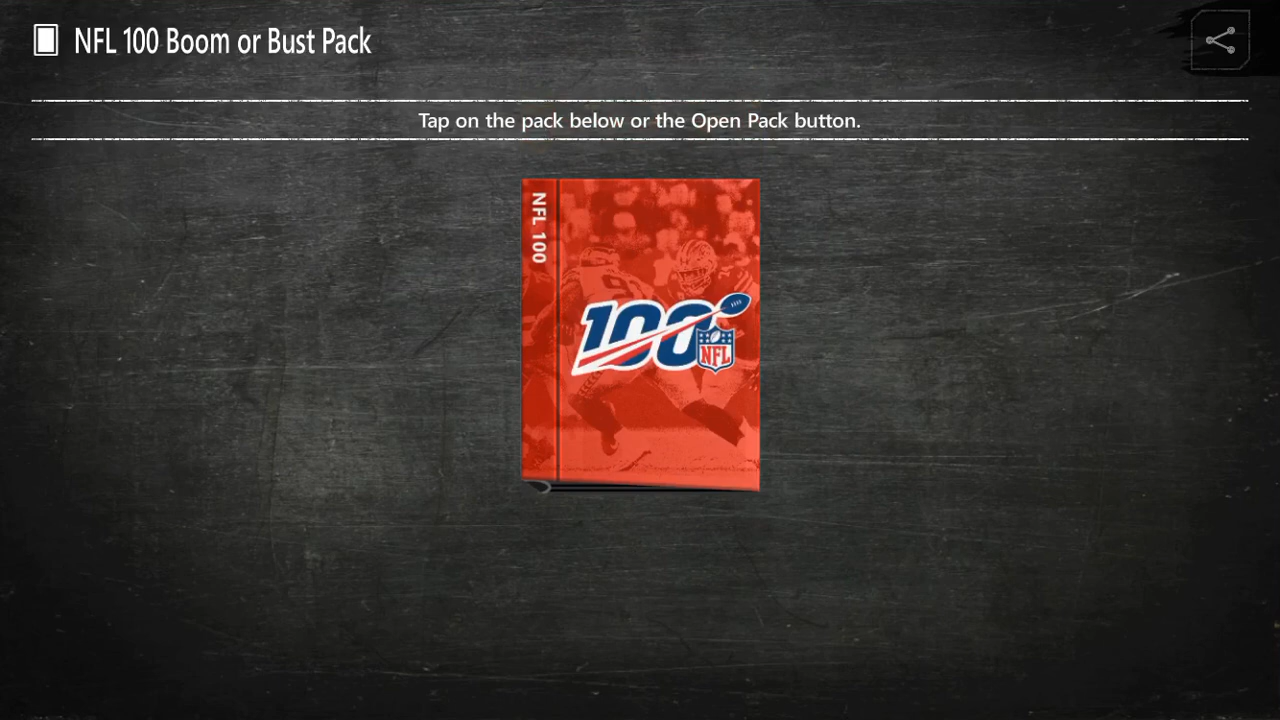 NFL 100 Boom or Bust Pack
Tap on the pack below or the Open Pack button.
NFL 100
100
NFL